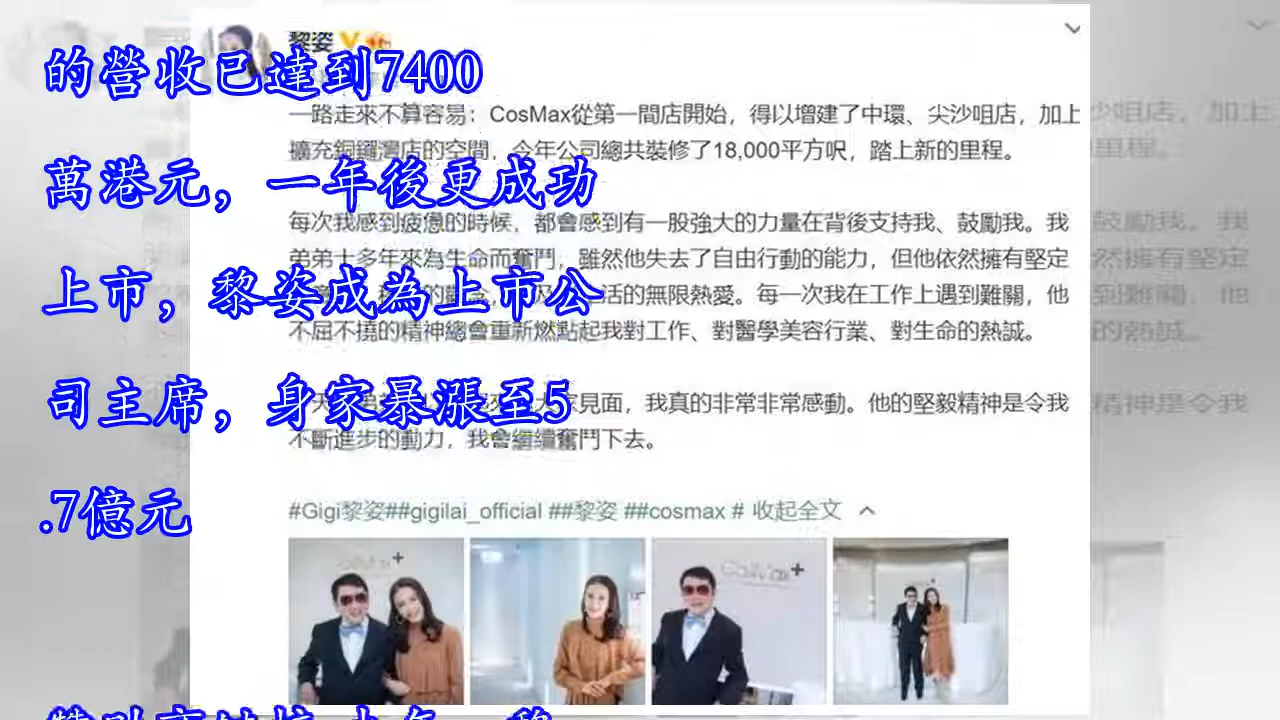 黎姿
的營收已達到7400
萬港元，一年後更成功
上市，黎姿成為上市公
司主席，身家暴漲至5
.7億元
一路走來不算容易：CosMax從第一間店開始，得以增建了中環、尖沙咀店，加上
擴充銅鑼灣店的空間，今年公司總共裝修了18,000平方呎，踏上新的里程。
每次我感到疲憊的時候，都會感到有一股強大的力量在背後支持我、鼓勵我。我
弟弟十多年來為生命而奮鬥，雖然他失去了自由行動的能力，但他依然擁有堅定
的無限熱愛。每一次我在工作上遇到難關，他
不屈不撓的精神總會重新燃點起我對工作、對醫學美容行業、對生命的熱誠。
家見面，我真的非常非常感動。他的堅毅精神是令我
不斷進步的動力，我會繼續奮鬥下去。
#Gigi黎姿##gigilai_official ##黎姿 ##cosmax # 收起全文
CosMax+